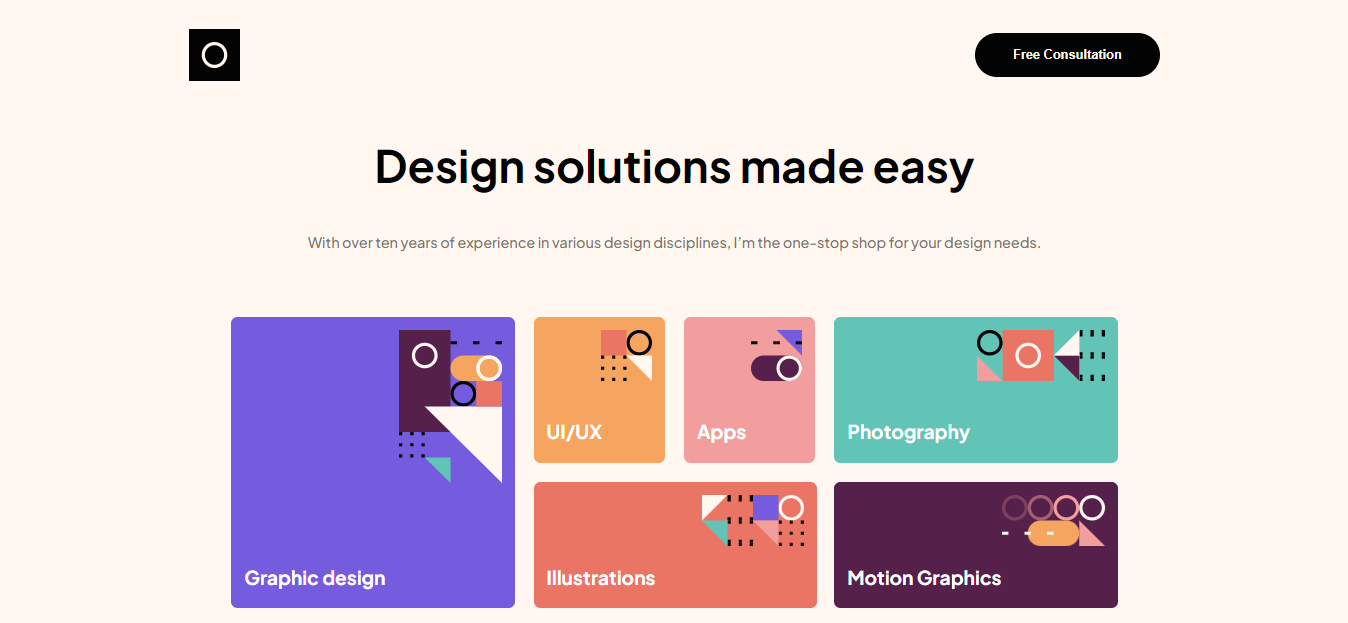 Free Consultation
Design solutions made easy
With over ten years of experience in various design disciplines, I’m the one-stop shop for your design needs.
Graphic design
UI/UX
Apps
Photography
Illustrations
Motion Graphics